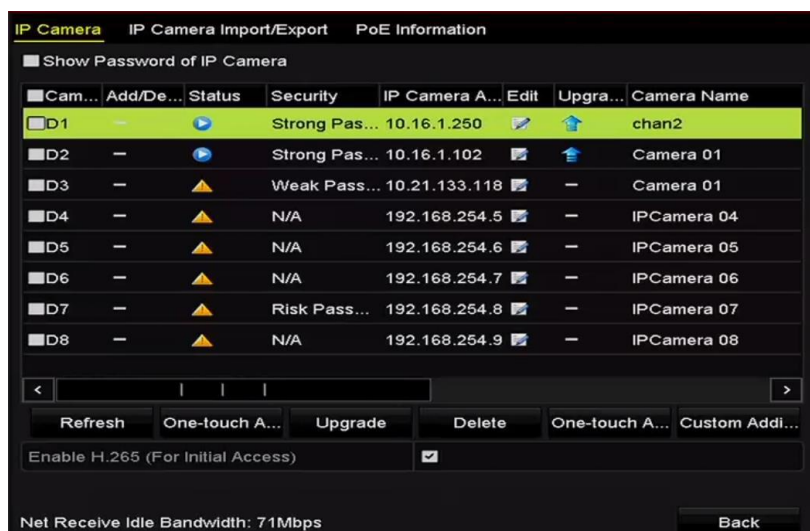 IP Camera IP Camera Import/Export PoE Information
Show Password of IP Camera
Cam... Add/De... Status Security IP Camera A... Edit Upgra... Camera Name
D1 — Strong Pas... 10.16.1.250 chan2
D2 — Strong Pas... 10.16.1.102 Camera 01
D3 — Weak Pass... 10.21.133.118 — Camera 01
D4 — N/A 192.168.254.5 — IPCamera 04
D5 — N/A 192.168.254.6 — IPCamera 05
D6 — N/A 192.168.254.7 — IPCamera 06
D7 — Risk Pass... 192.168.254.8 — IPCamera 07
D8 — N/A 192.168.254.9 — IPCamera 08
< >
Refresh One-touch A... Upgrade Delete One-touch A... Custom Addi...
Enable H.265 (For Initial Access)
Net Receive Idle Bandwidth: 71Mbps Back